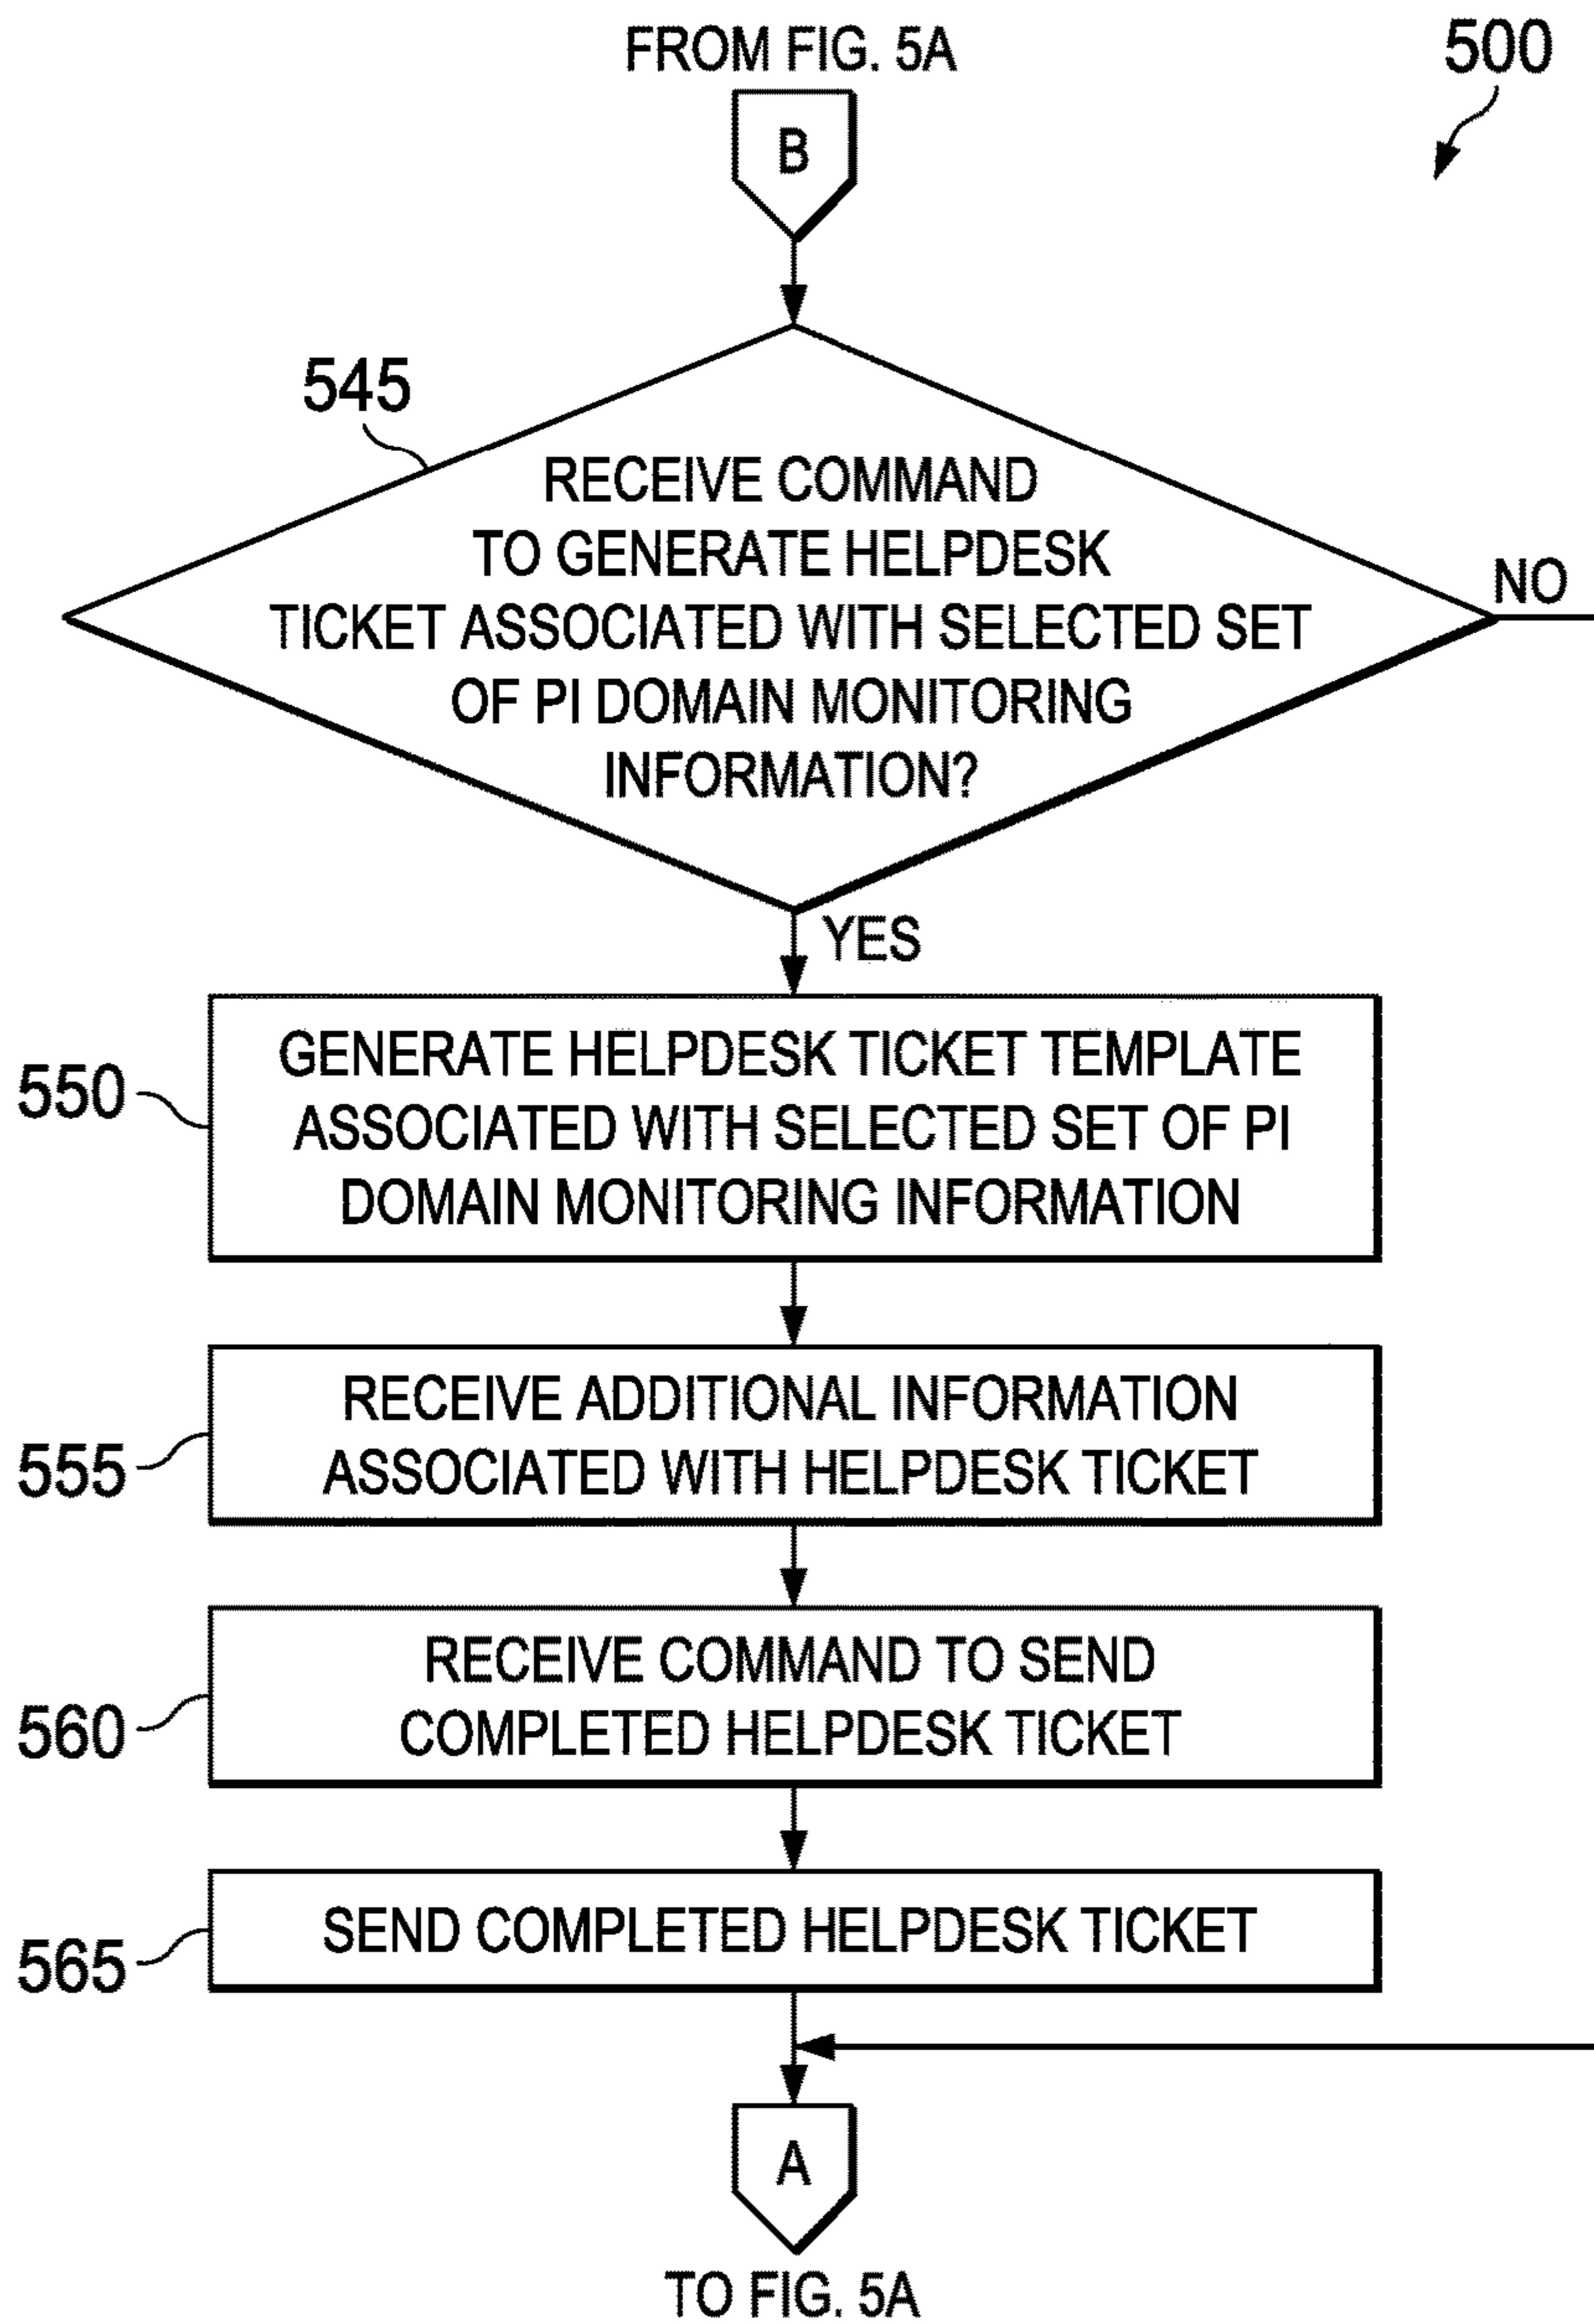 FROM FIG. 5A
500
B
545
RECEIVE COMMAND
TO GENERATE HELPDESK
TICKET ASSOCIATED WITH SELECTED SET
OF PI DOMAIN MONITORING
INFORMATION?
NO
YES
550
GENERATE HELPDESK TICKET TEMPLATE
ASSOCIATED WITH SELECTED SET OF PI
DOMAIN MONITORING INFORMATION
555
RECEIVE ADDITIONAL INFORMATION
ASSOCIATED WITH HELPDESK TICKET
560
RECEIVE COMMAND TO SEND
COMPLETED HELPDESK TICKET
565
SEND COMPLETED HELPDESK TICKET
A
TO FIG. 5A